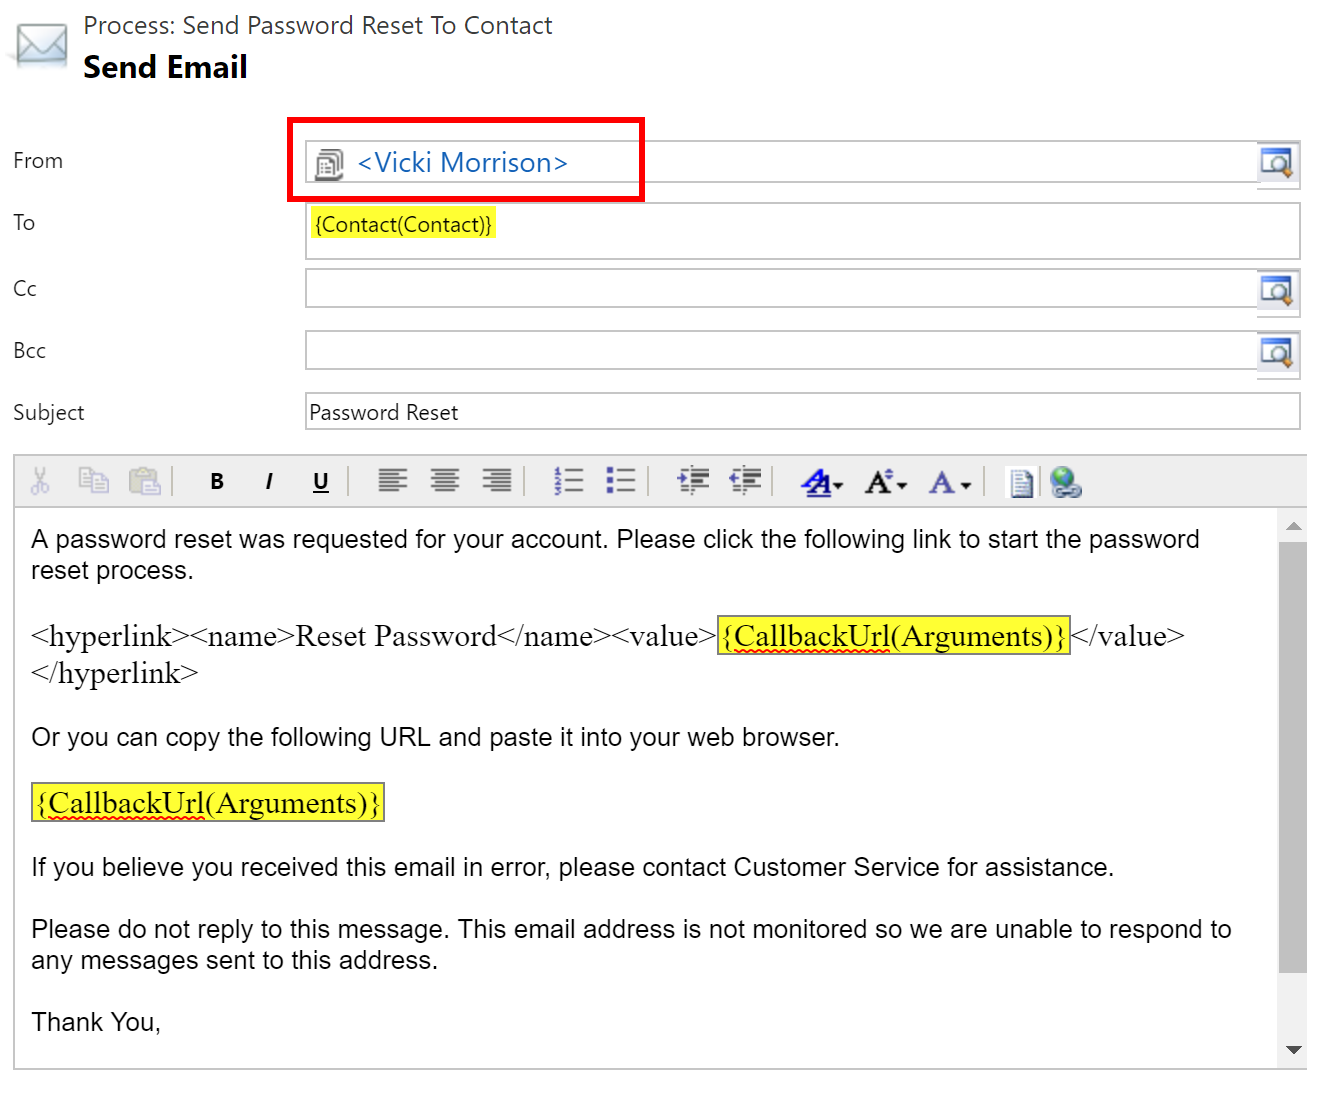 Process: Send Password Reset To Contact
Send Email
From <Vicki Morrison>
To {Contact(Contact)}
Cc
Bcc
Subject Password Reset
B I U A A A
A password reset was requested for your account. Please click the following link to start the password
reset process.
<hyperlink><name>Reset Password</name><value>{CallbackUrl(Arguments)}</value>
</hyperlink>
Or you can copy the following URL and paste it into your web browser.
{CallbackUrl(Arguments)}
If you believe you received this email in error, please contact Customer Service for assistance.
Please do not reply to this message. This email address is not monitored so we are unable to respond to
any messages sent to this address.
Thank You,